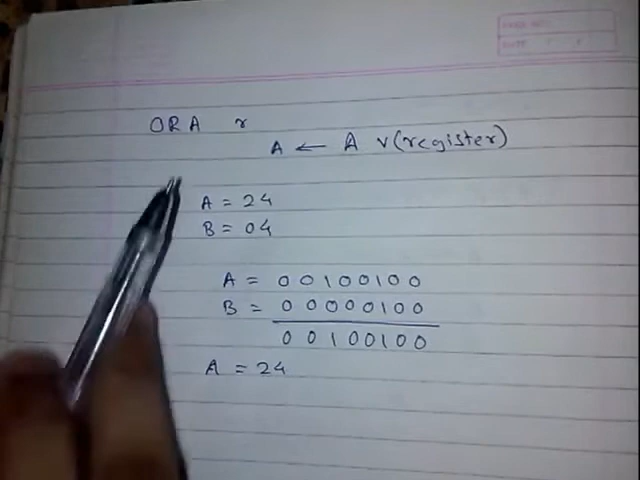 ORA r
A ← A v(register)
A = 24
B = 04
A = 00100100
B = 00000100
00100100
A = 24